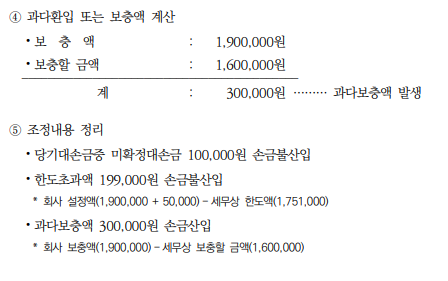 ④ 과다환입 또는 보충액 계산
• 보 충 액 : 1,900,000원
• 보충할 금액 : 1,600,000원
계 : 300,000원 ⋯⋯⋯ 과다보충액 발생
⑤ 조정내용 정리
• 당기대손금중 미확정대손금 100,000원 손금불산입
• 한도초과액 199,000원 손금불산입
* 회사 설정액(1,900,000 + 50,000) - 세무상 한도액(1,751,000)
• 과다보충액 300,000원 손금산입
* 회사 보충액(1,900,000) - 세무상 보충할 금액(1,600,000)